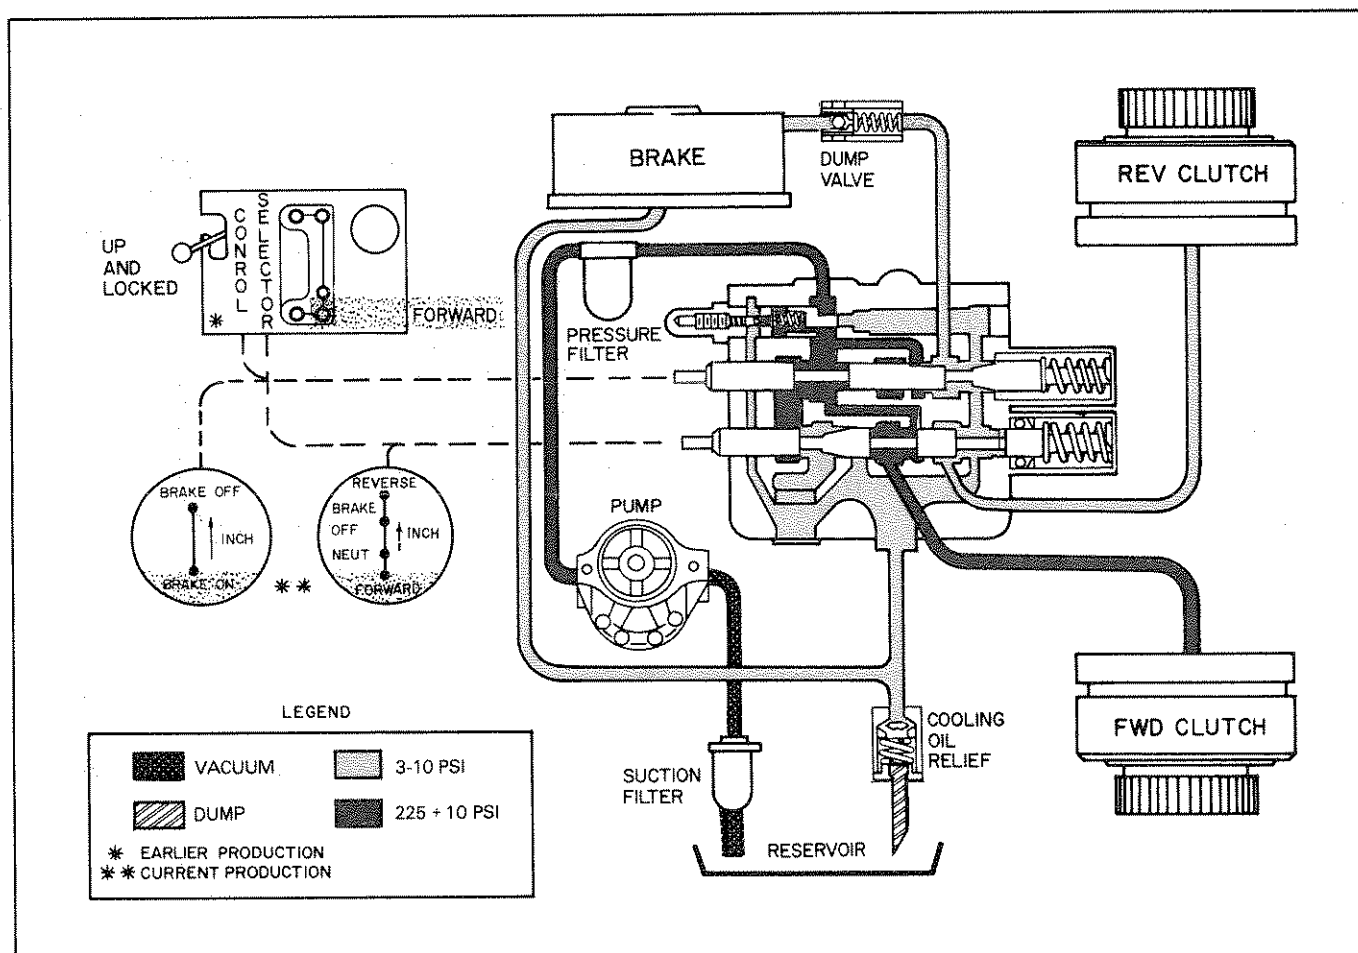 BRAKE
DUMP
VALVE
REV CLUTCH
SELECTOR
CONROL
UP
AND
LOCKED
*
FORWARD
PRESSURE
FILTER
BRAKE OFF
INCH
BRAKE ON
**
REVERSE
BRAKE
OFF
INCH
NEUT
FORWARD
PUMP
COOLING
OIL
RELIEF
FWD CLUTCH
SUCTION
FILTER
RESERVOIR
LEGEND
VACUUM
3-10 PSI
DUMP
225 + 10 PSI
* EARLIER PRODUCTION
** CURRENT PRODUCTION